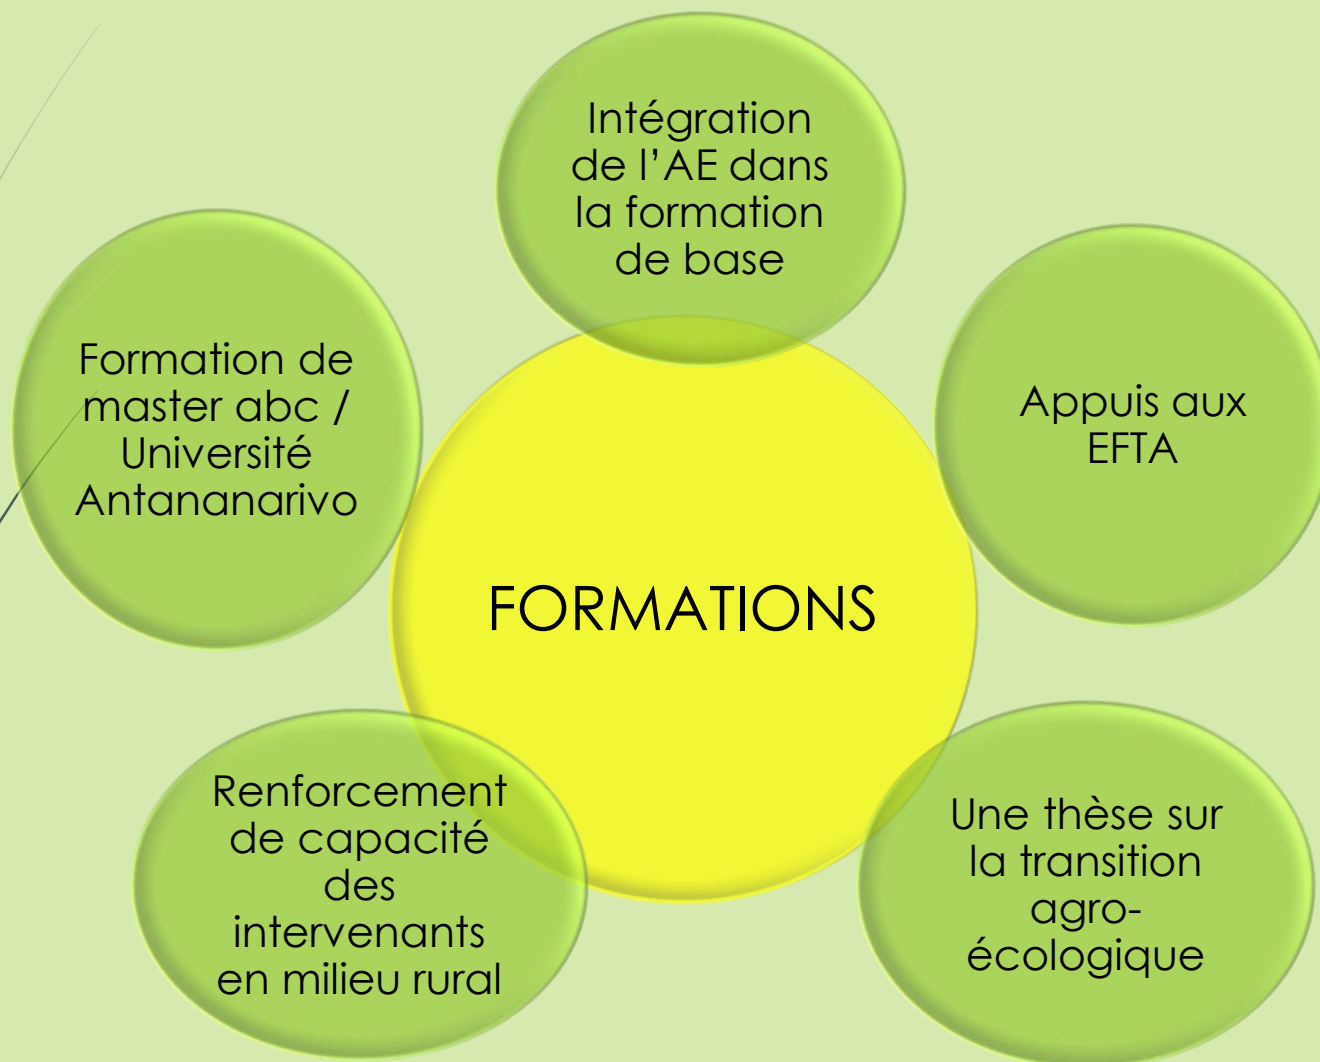 Intégration
de l’AE dans
la formation
de base
Formation de
master abc /
Université
Antananarivo
Appuis aux
EFTA
FORMATIONS
Renforcement
de capacité
des
intervenants
en milieu rural
Une thèse sur
la transition
agro-
écologique